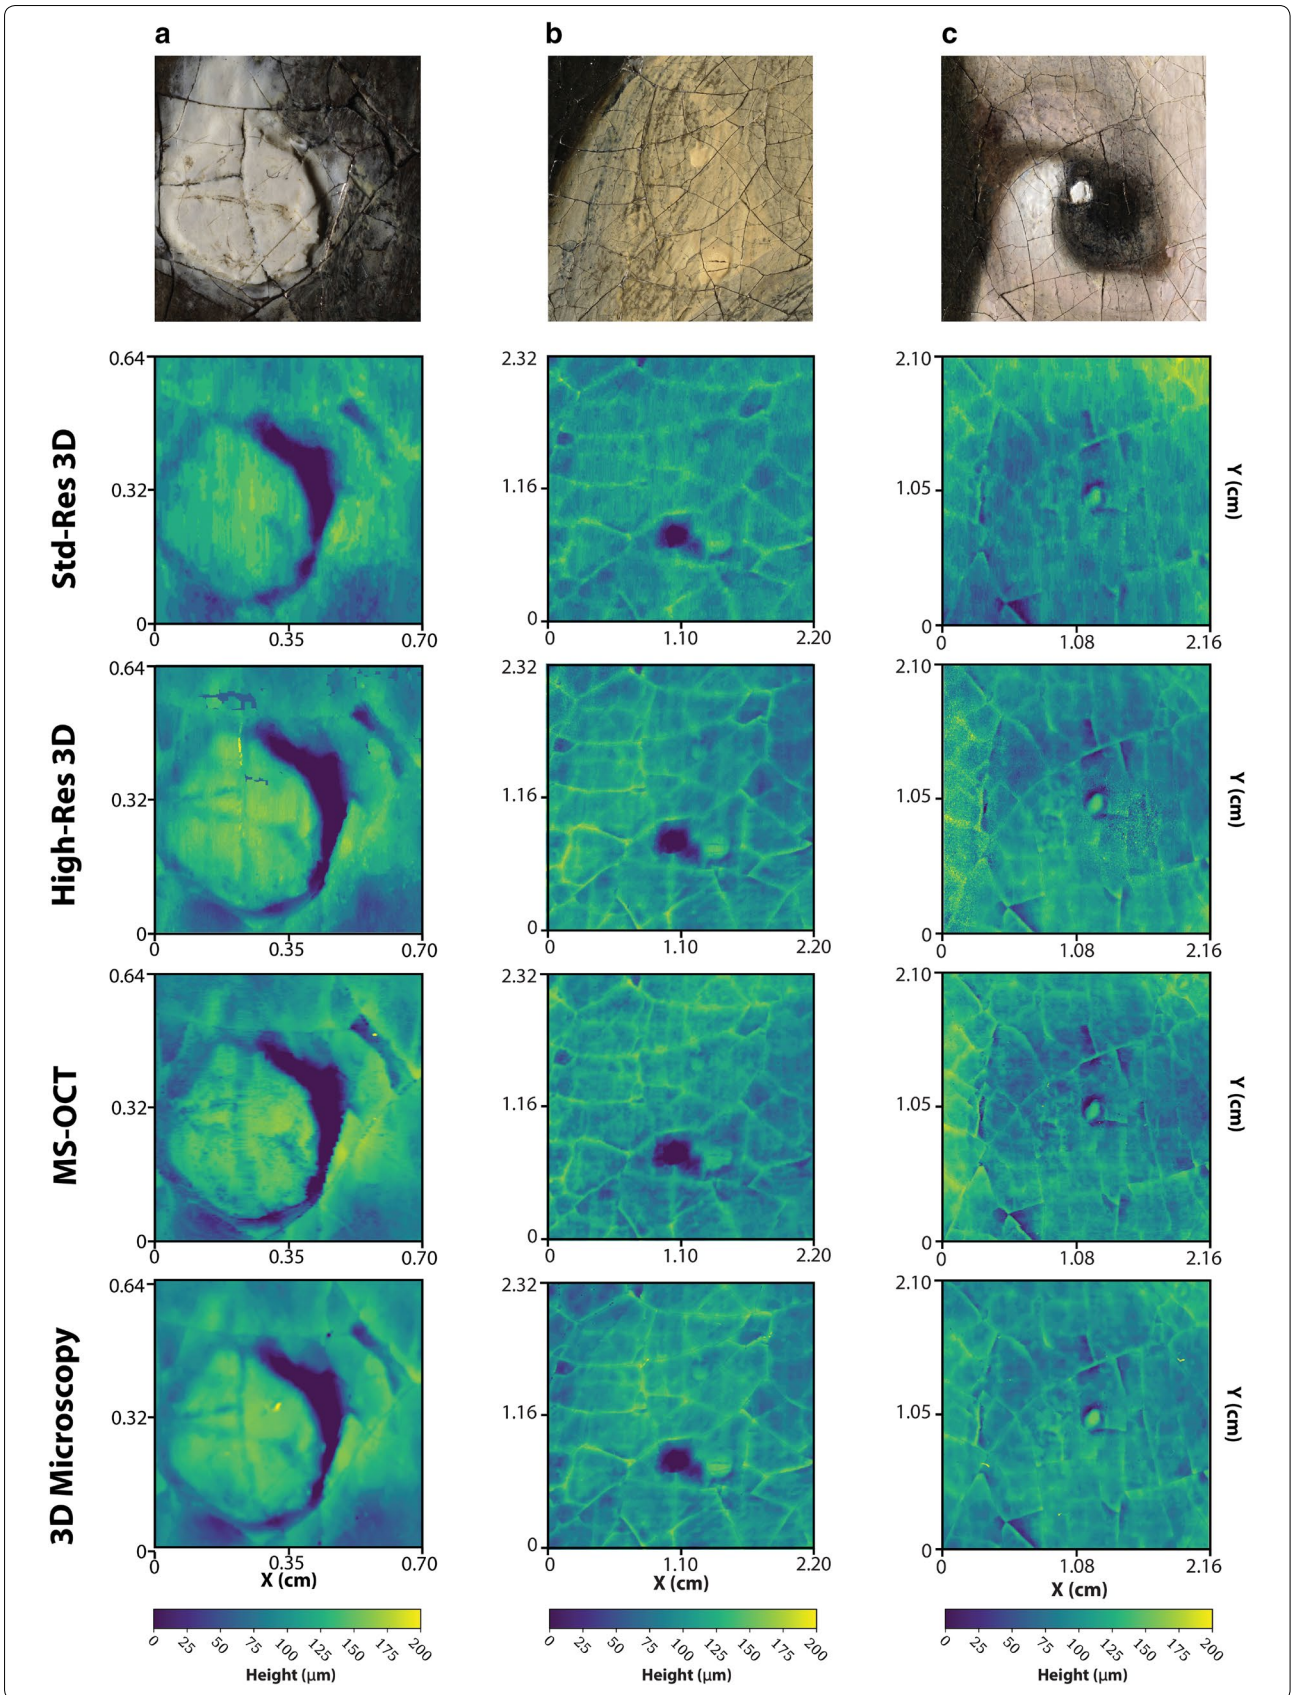 a b c
Std-Res 3D
0.64 2.32 2.10
0.32 1.16 1.05 Y (cm)
0 0 0
0 0.35 0.70 0 1.10 2.20 0 1.08 2.16
High-Res 3D
0.64 2.32 2.10
0.32 1.16 1.05 Y (cm)
0 0 0
0 0.35 0.70 0 1.10 2.20 0 1.08 2.16
MS-OCT
0.64 2.32 2.10
0.32 1.16 1.05 Y (cm)
0 0 0
0 0.35 0.70 0 1.10 2.20 0 1.08 2.16
3D Microscopy
0.64 2.32 2.10
0.32 1.16 1.05 Y (cm)
0 0 0
0 0.35 0.70 0 1.10 2.20 0 1.08 2.16
X (cm) X (cm) X (cm)
0 25 50 75 100 125 150 175 200 0 25 50 75 100 125 150 175 200 0 25 50 75 100 125 150 175 200
Height (μm) Height (μm) Height (μm)